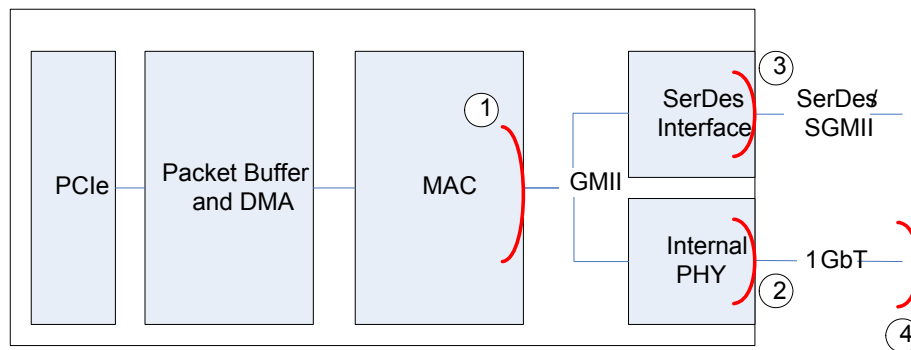 PCIe
Packet Buffer
and DMA
MAC
1
GMII
SerDes
Interface
3
SerDes/
SGMII
Internal
PHY
2
1GbT
4